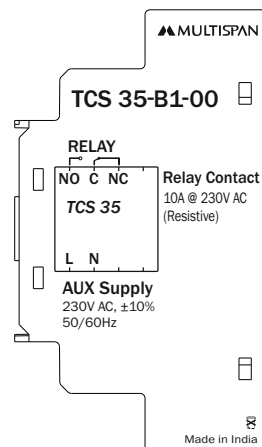 MULTISPAN
TCS 35-B1-00
RELAY
NO C NC
TCS 35
Relay Contact
10A @ 230V AC
(Resistive)
L N
AUX Supply
230V AC, ±10%
50/60Hz
Made in India